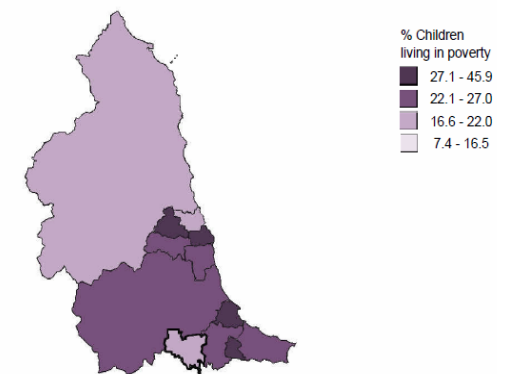 % Children
living in poverty
27.1 - 45.9
22.1 - 27.0
16.6 - 22.0
7.4 - 16.5